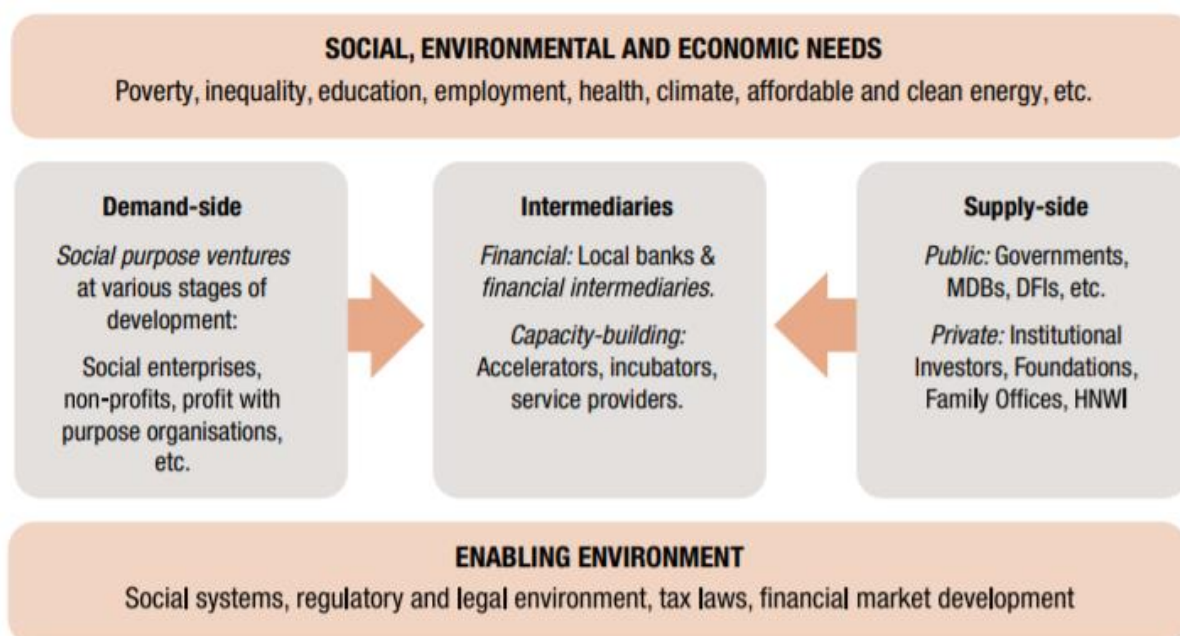 SOCIAL, ENVIRONMENTAL AND ECONOMIC NEEDS
Poverty, inequality, education, employment, health, climate, affordable and clean energy, etc.
Demand-side
Social purpose ventures
at various stages of
development:
Social enterprises,
non-profits, profit with
purpose organisations,
etc.
Intermediaries
Financial: Local banks &
financial intermediaries.
Capacity-building:
Accelerators, incubators,
service providers.
Supply-side
Public: Governments,
MDBs, DFIs, etc.
Private: Institutional
Investors, Foundations,
Family Offices, HNWI
ENABLING ENVIRONMENT
Social systems, regulatory and legal environment, tax laws, financial market development